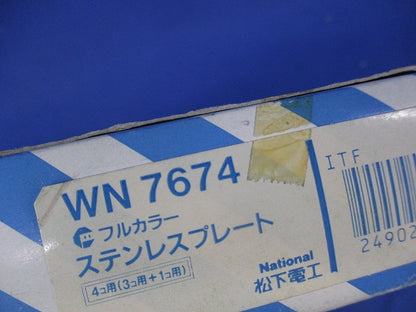 WN 7674
フルカラー
ステンレスプレート
4コ用(3コ用+1コ用)
National
松下電工
ITF
24902